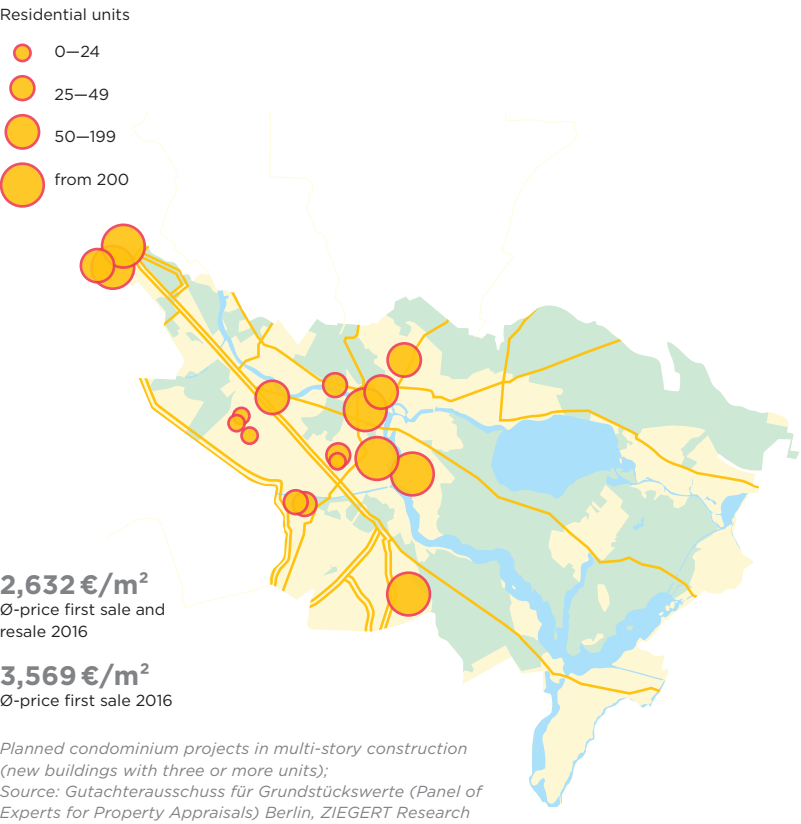 Residential units
0—24
25—49
50—199
from 200
2,632 €/m²
Ø-price first sale and
resale 2016
3,569 €/m²
Ø-price first sale 2016
Planned condominium projects in multi-story construction
(new buildings with three or more units);
Source: Gutachterausschuss für Grundstückswerte (Panel of
Experts for Property Appraisals) Berlin, ZIEGERT Research